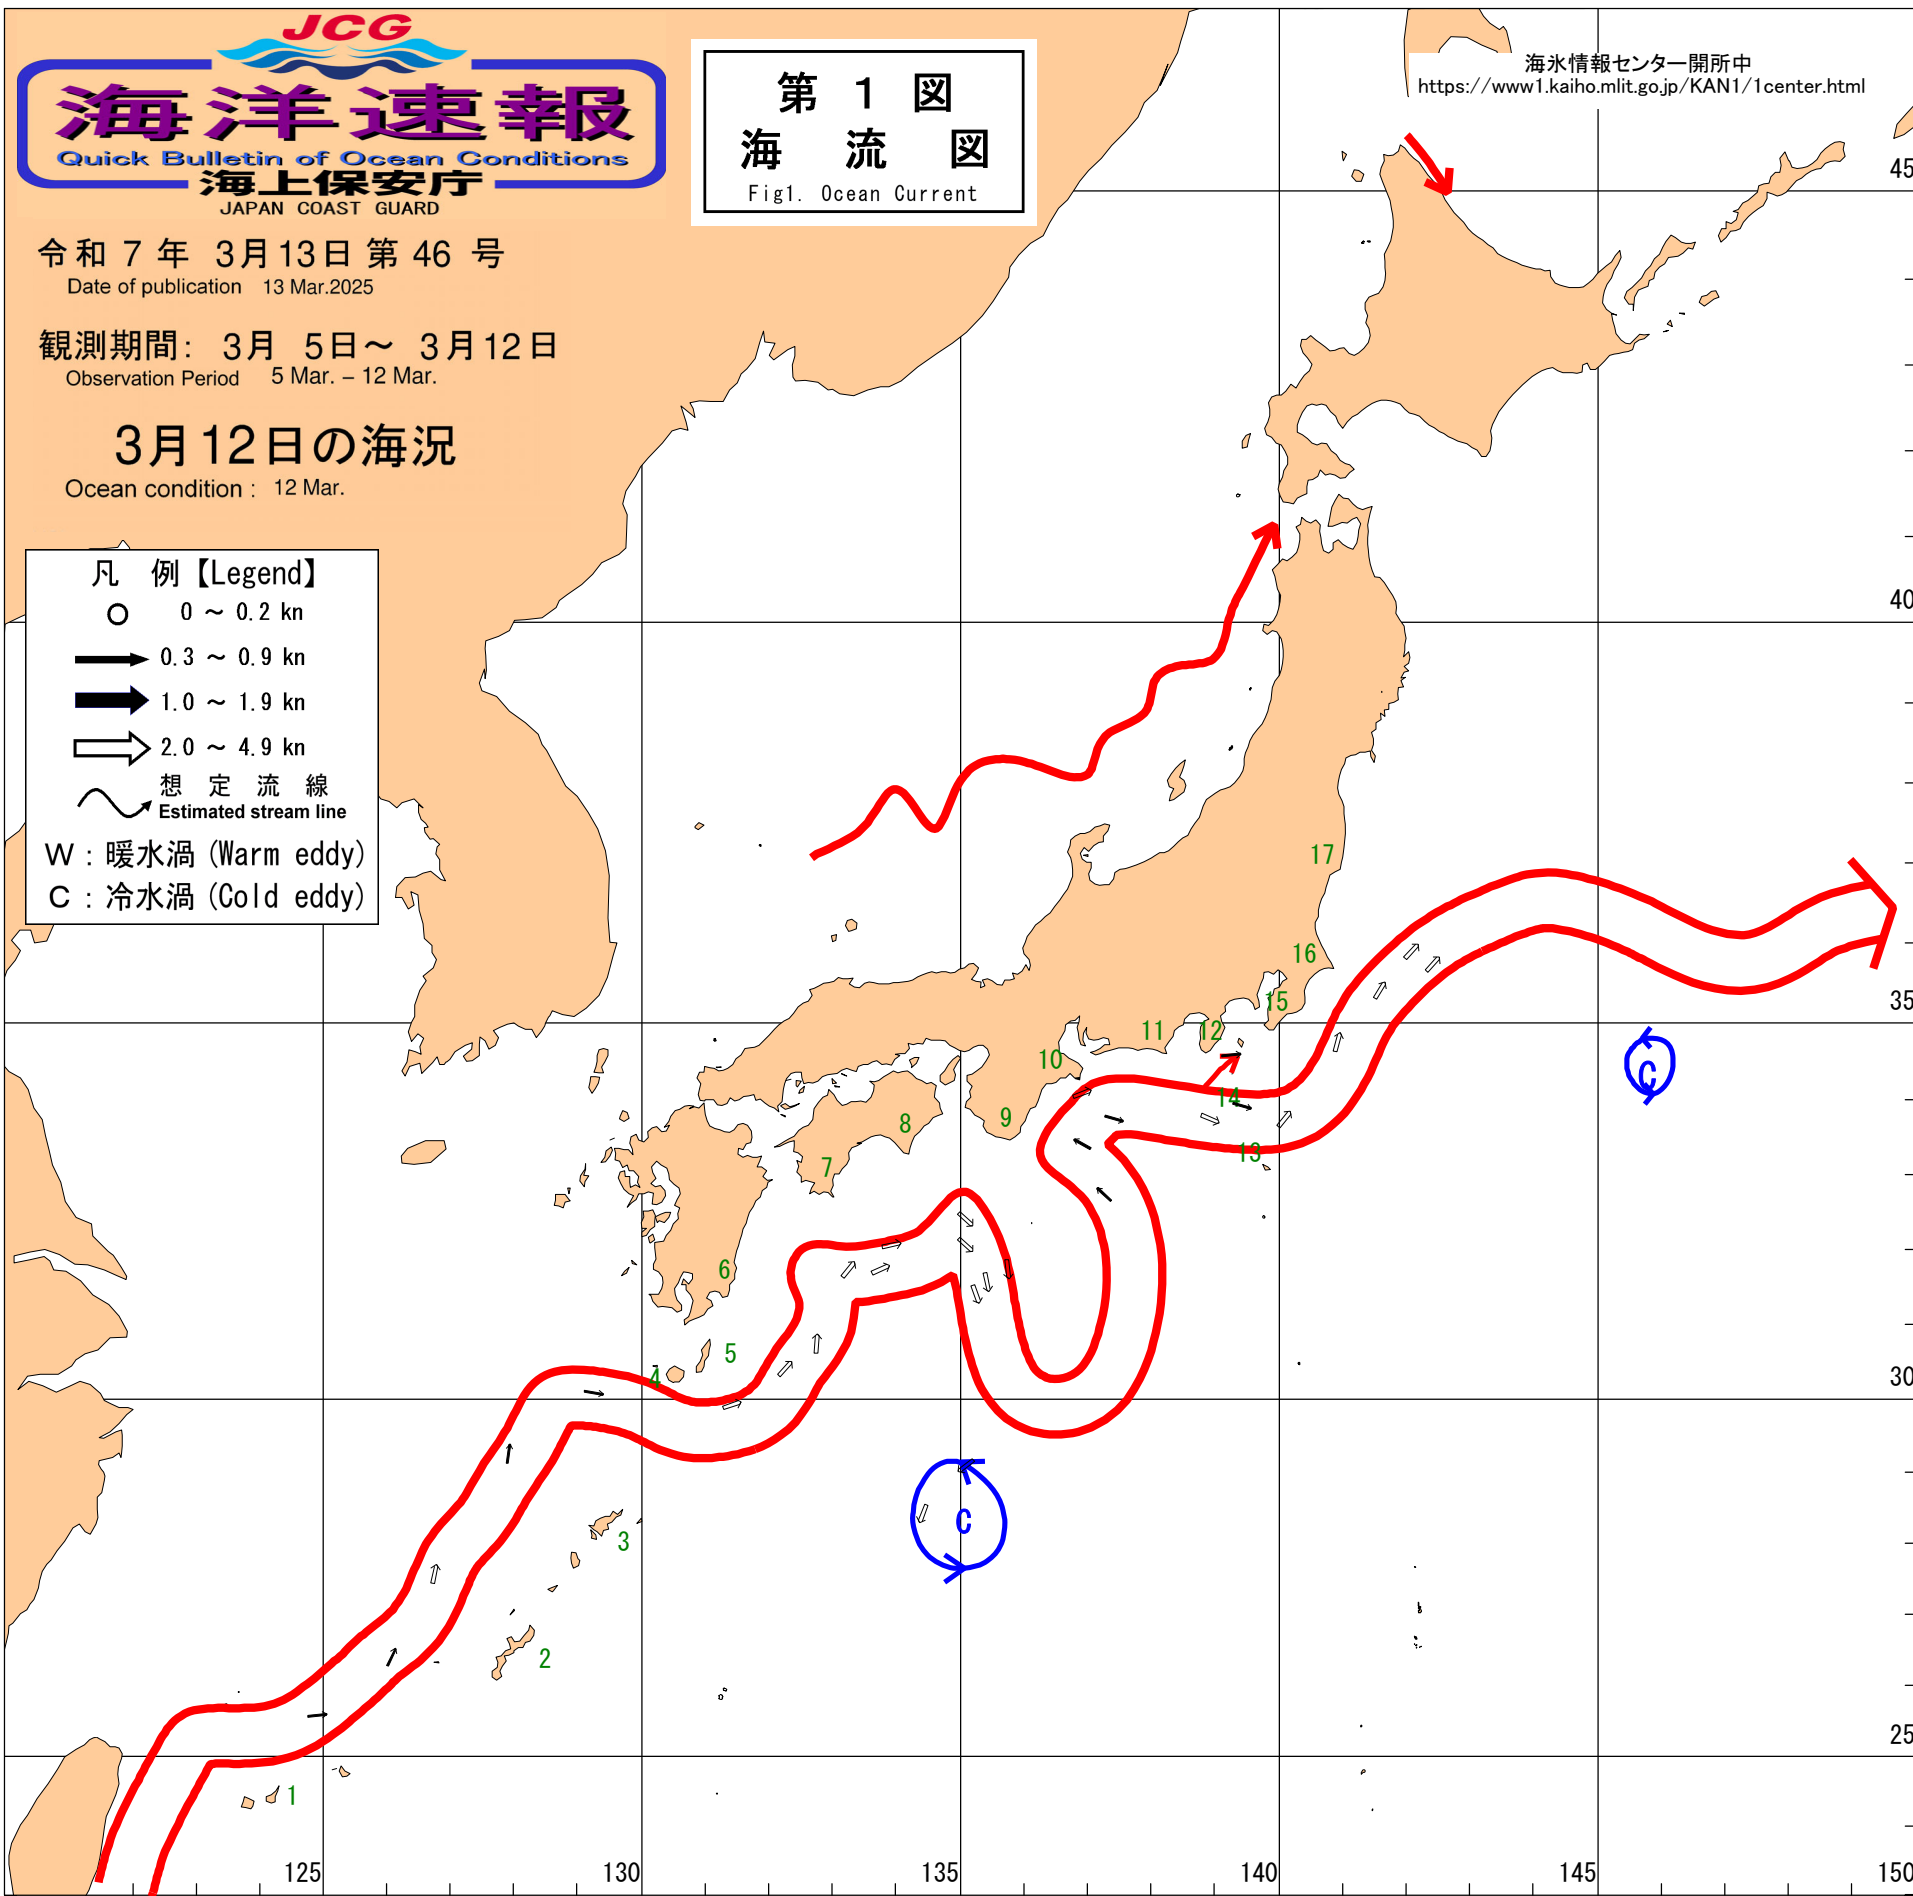 JCG
海洋速報
Quick Bulletin of Ocean Conditions
海上保安庁
JAPAN COAST GUARD
令和 7 年 3月13日 第 46 号
Date of publication 13 Mar.2025
観測期間: 3月 5日～ 3月12日
Observation Period 5 Mar. – 12 Mar.
3月12日の海況
Ocean condition : 12 Mar.
第 1 図
海 流 図
Fig1. Ocean Current
海氷情報センター開所中
https://www1.kaiho.mlit.go.jp/KAN1/1center.html
凡 例【Legend】
0 ～ 0.2 kn
0.3 ～ 0.9 kn
1.0 ～ 1.9 kn
2.0 ～ 4.9 kn
想 定 流 線
Estimated stream line
W : 暖水渦 (Warm eddy)
C : 冷水渦 (Cold eddy)
45
40
17
16
35
15
12
11
10
C
14
9
8
13
7
6
5
4
30
C
3
2
25
1
125
130
135
140
145
150